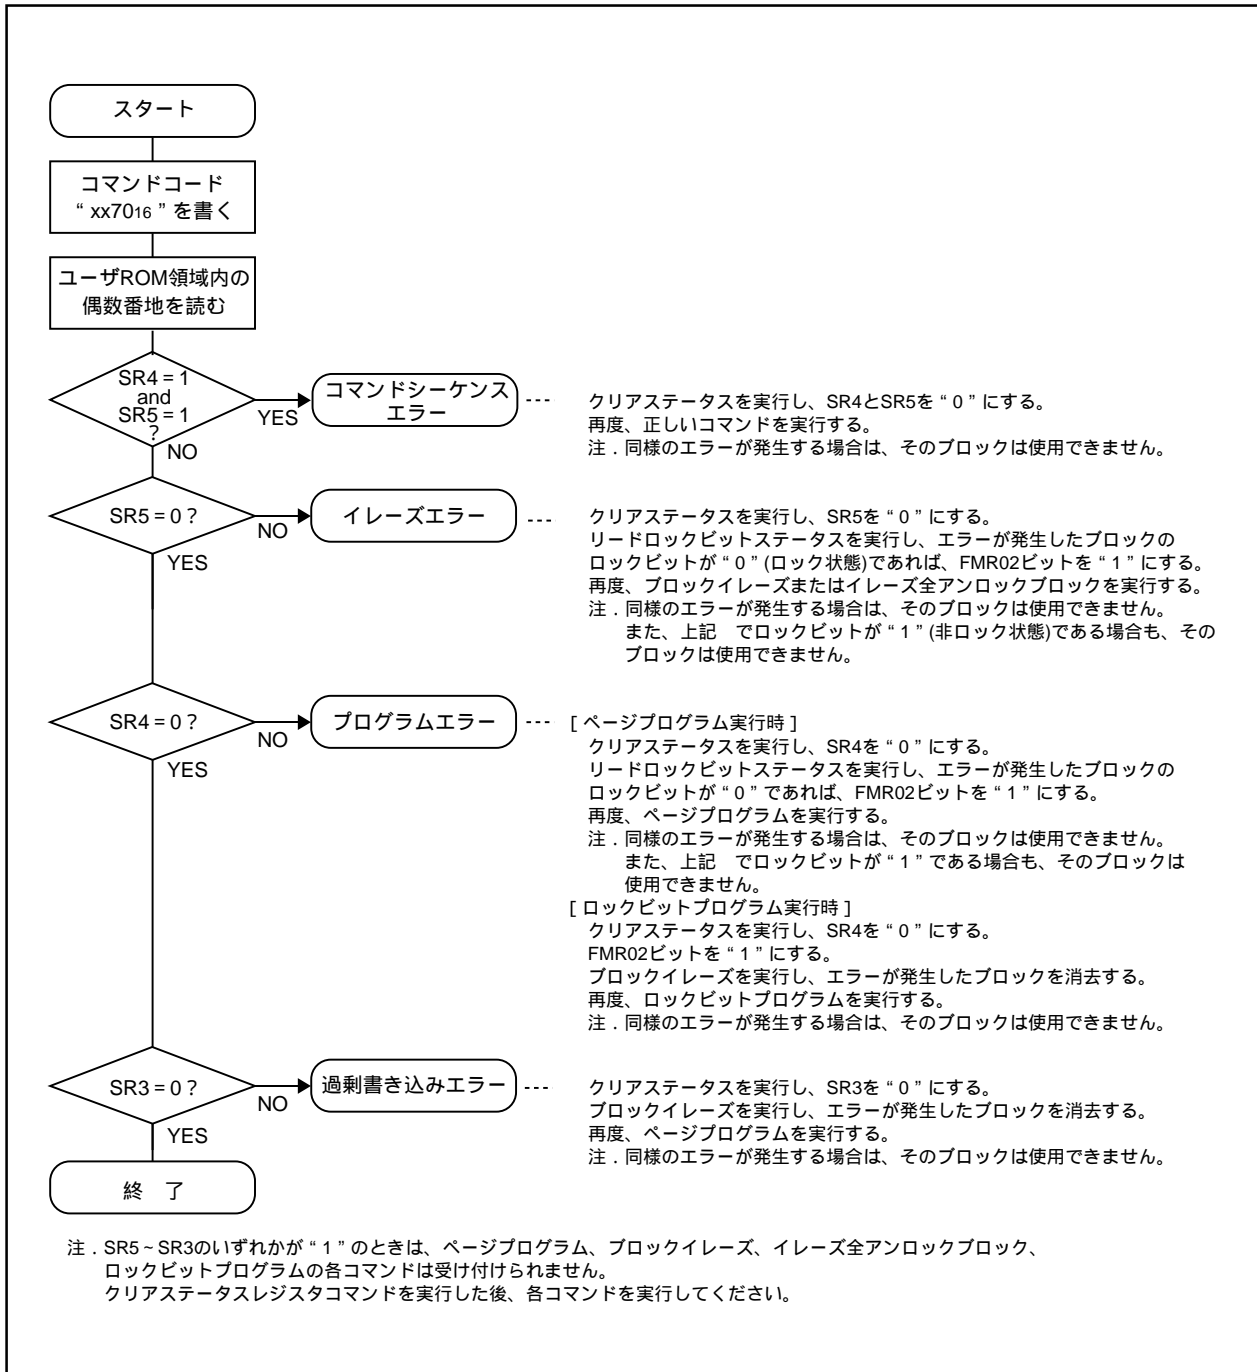 スタート
コマンドコード
“ xx7016 ” を書く
ユーザROM領域内の
偶数番地を読む
SR4 = 1
and
SR5 = 1
?
YES
NO
コマンドシーケンス
エラー
クリアステータスを実行し、SR4とSR5を “ 0 ” にする。
再度、正しいコマンドを実行する。
注．同様のエラーが発生する場合は、そのブロックは使用できません。
SR5 = 0 ?
NO
YES
イレーズエラー
クリアステータスを実行し、SR5を “ 0 ” にする。
リードロックビットステータスを実行し、エラーが発生したブロックの
ロックビットが “ 0 ” (ロック状態)であれば、FMR02ビットを “ 1 ” にする。
再度、ブロックイレーズまたはイレーズ全アンロックブロックを実行する。
注．同様のエラーが発生する場合は、そのブロックは使用できません。
また、上記　でロックビットが “ 1 ” (非ロック状態)である場合も、その
ブロックは使用できません。
SR4 = 0 ?
NO
YES
プログラムエラー
[ ページプログラム実行時 ]
クリアステータスを実行し、SR4を “ 0 ” にする。
リードロックビットステータスを実行し、エラーが発生したブロックの
ロックビットが “ 0 ” であれば、FMR02ビットを “ 1 ” にする。
再度、ページプログラムを実行する。
注．同様のエラーが発生する場合は、そのブロックは使用できません。
また、上記　でロックビットが “ 1 ” である場合も、そのブロックは
使用できません。
[ ロックビットプログラム実行時 ]
クリアステータスを実行し、SR4を “ 0 ” にする。
FMR02ビットを “ 1 ” にする。
ブロックイレーズを実行し、エラーが発生したブロックを消去する。
再度、ロックビットプログラムを実行する。
注．同様のエラーが発生する場合は、そのブロックは使用できません。
SR3 = 0 ?
NO
YES
過剰書き込みエラー
クリアステータスを実行し、SR3を “ 0 ” にする。
ブロックイレーズを実行し、エラーが発生したブロックを消去する。
再度、ページプログラムを実行する。
注．同様のエラーが発生する場合は、そのブロックは使用できません。
終　了
注．SR5 ~ SR3のいずれかが “ 1 ” のときは、ページプログラム、ブロックイレーズ、イレーズ全アンロックブロック、
ロックビットプログラムの各コマンドは受け付けられません。
クリアステータスレジスタコマンドを実行した後、各コマンドを実行してください。